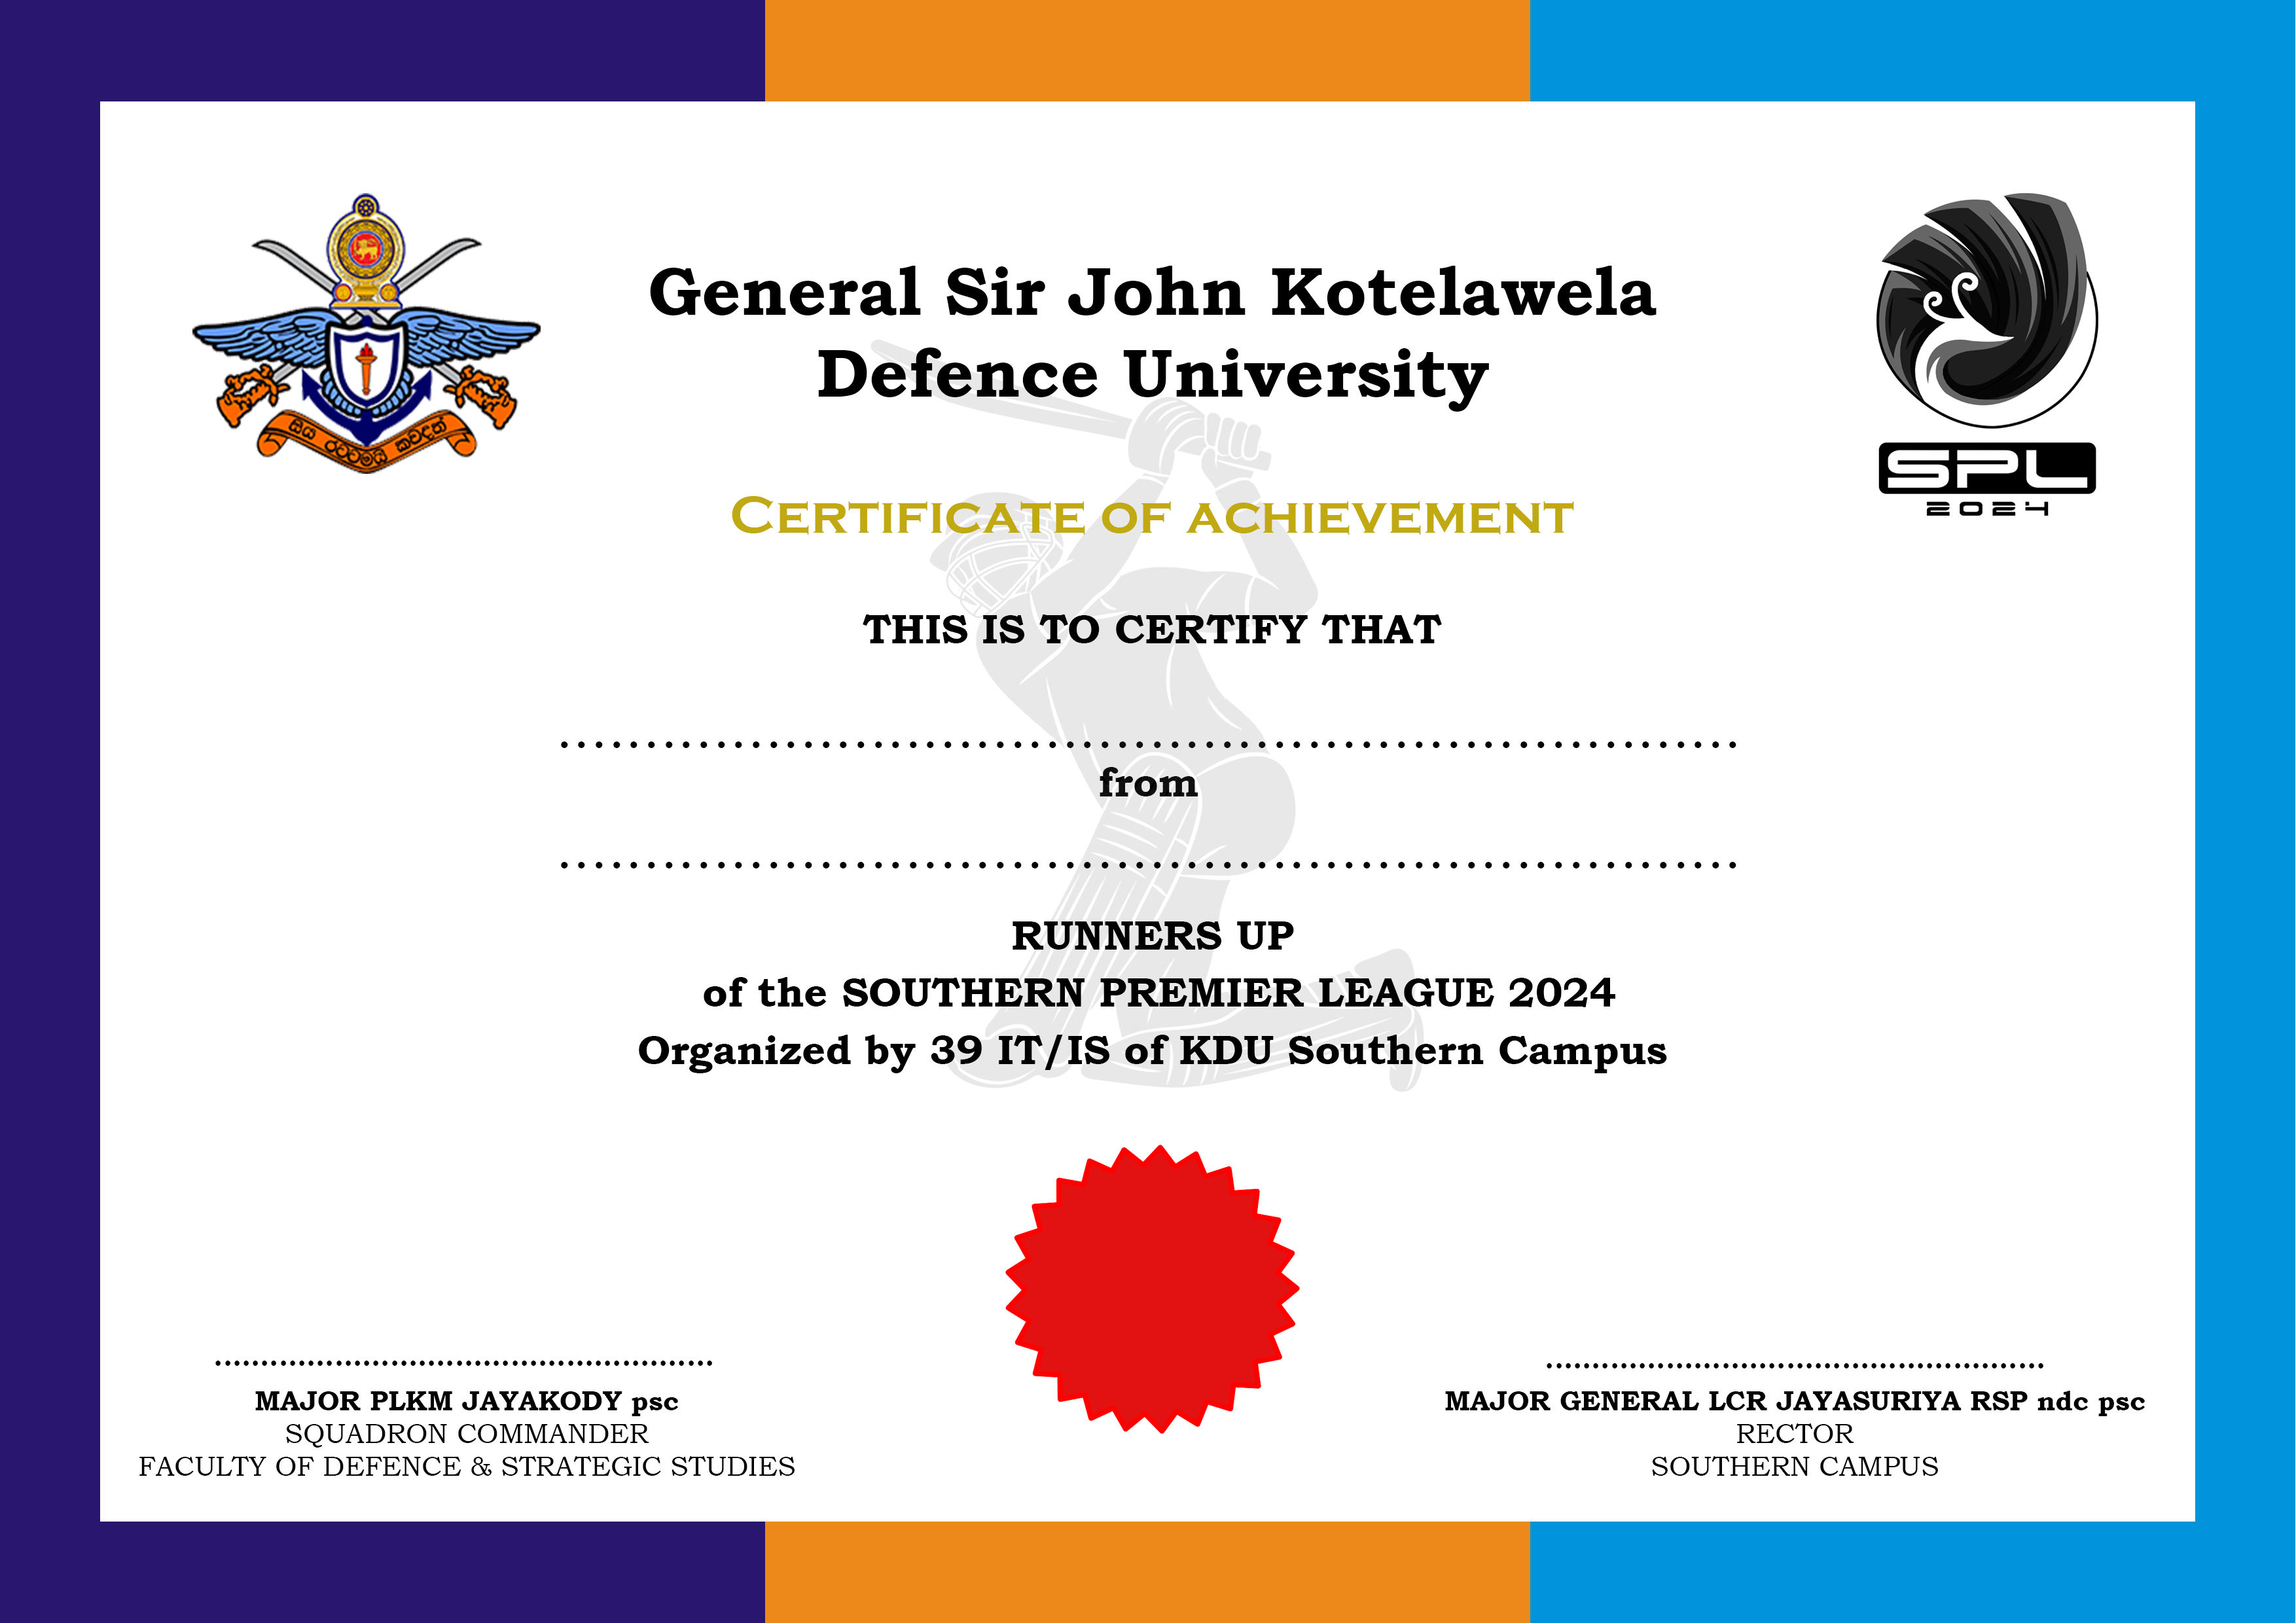 General Sir John Kotelawela
Defence University
CERTIFICATE OF ACHIEVEMENT
SPL
2024
THIS IS TO CERTIFY THAT
from
RUNNERS UP
of the SOUTHERN PREMIER LEAGUE 2024
Organized by 39 IT/IS of KDU Southern Campus
MAJOR PLKM JAYAKODY psc
SQUADRON COMMANDER
FACULTY OF DEFENCE & STRATEGIC STUDIES
MAJOR GENERAL LCR JAYASURIYA RSP ndc psc
RECTOR
SOUTHERN CAMPUS